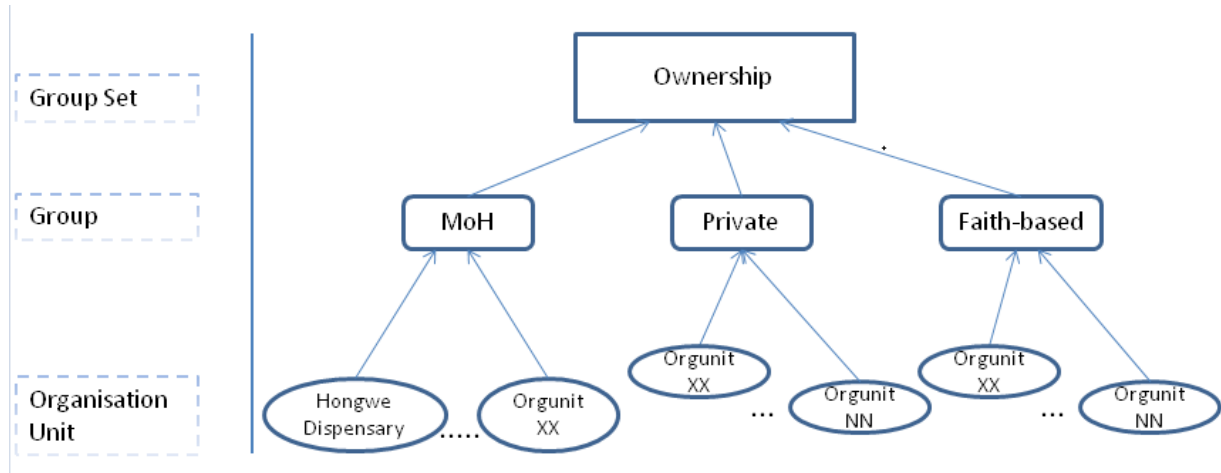 Group Set
Ownership
Group
MoH
Private
Faith-based
Organisation
Unit
Hongwe
Dispensary
.....
Orgunit
XX
Orgunit
XX
...
Orgunit
NN
Orgunit
XX
...
Orgunit
NN